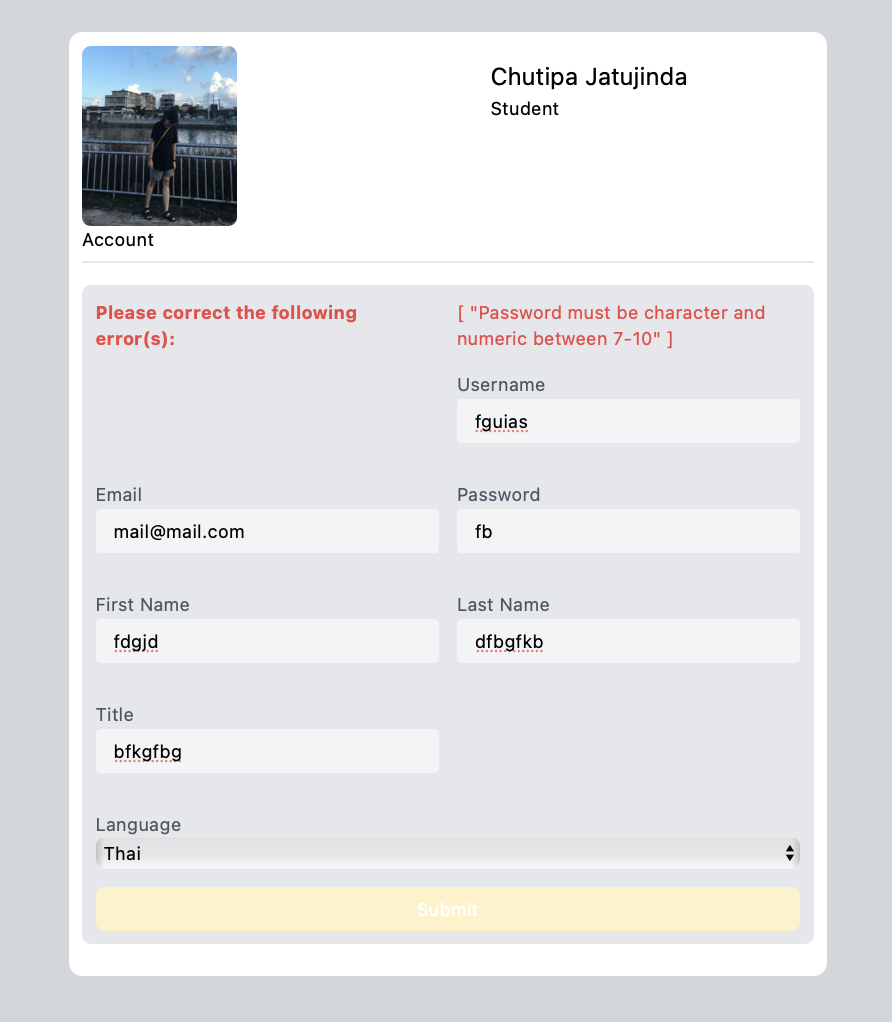 Chutipa Jatujinda
Student
Account
Please correct the following
error(s):
[ "Password must be character and
numeric between 7-10" ]
Username
fguias
Email
mail@mail.com
Password
fb
First Name
fdgjd
Last Name
dfbgfkb
Title
bfkgfbg
Language
Thai
Submit